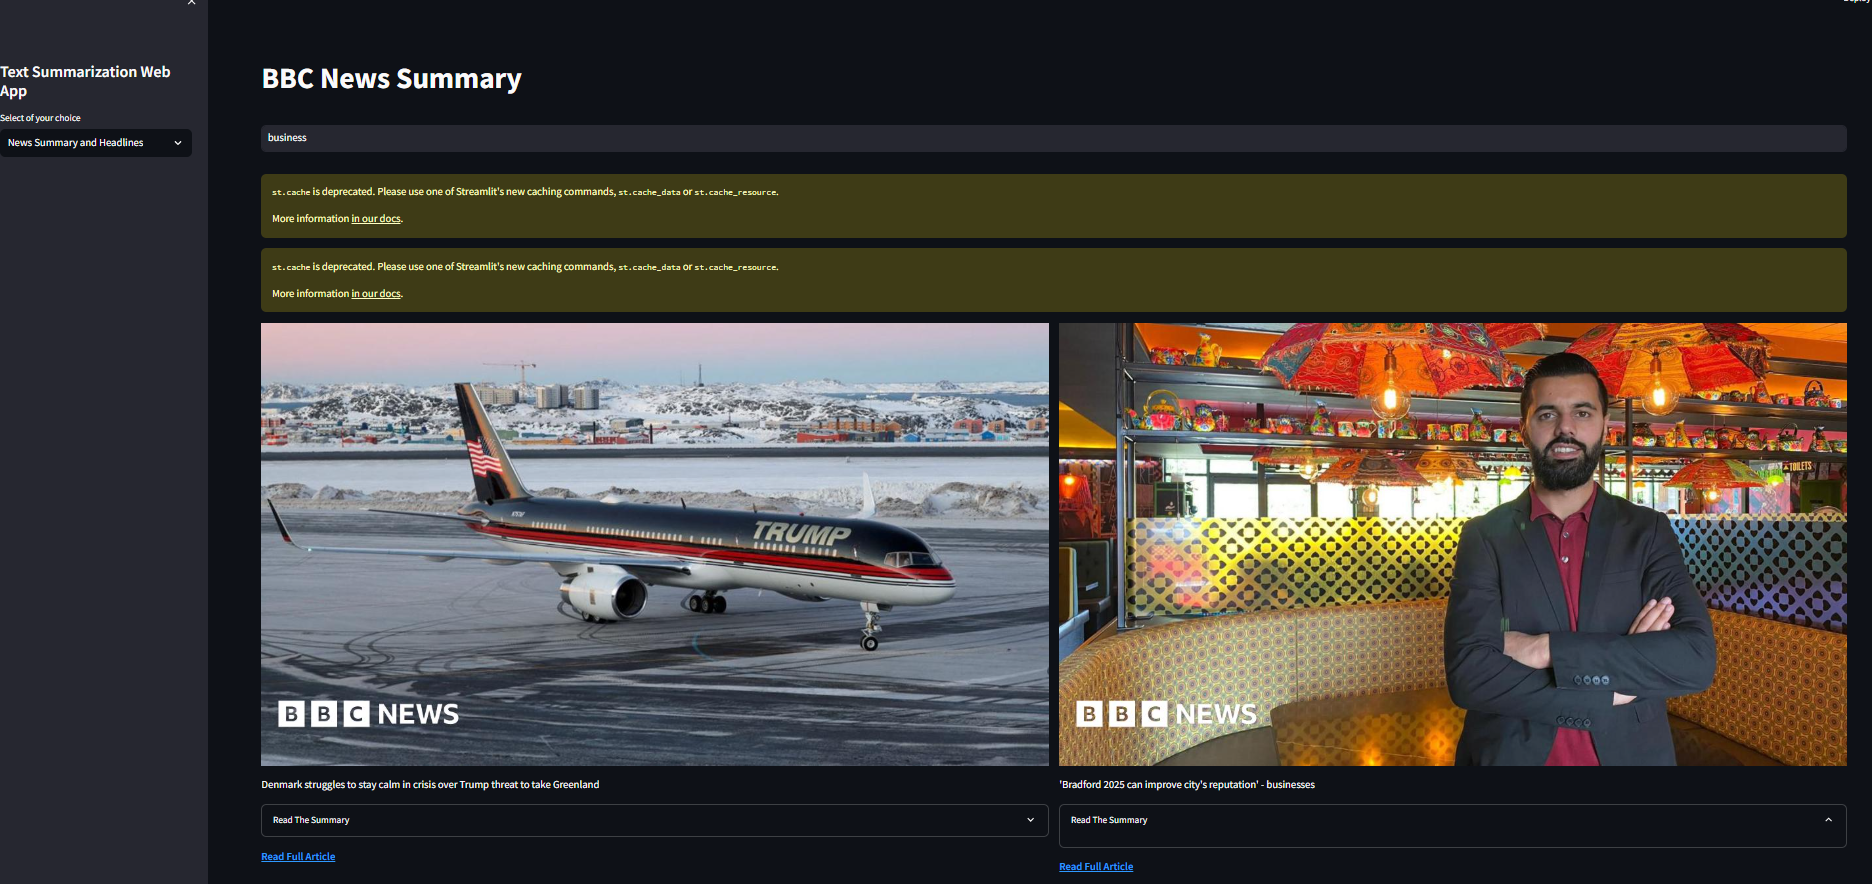 Text Summarization Web
App
Select of your choice
News Summary and Headlines
BBC News Summary
business
st.cache is deprecated. Please use one of Streamlit's new caching commands, st.cache_data or st.cache_resource.
More information in our docs.
st.cache is deprecated. Please use one of Streamlit's new caching commands, st.cache_data or st.cache_resource.
More information in our docs.
TRUMP
BBC NEWS
TOILETS
BBC NEWS
Denmark struggles to stay calm in crisis over Trump threat to take Greenland
'Bradford 2025 can improve city's reputation' - businesses
Read The Summary
Read The Summary
Read Full Article
Read Full Article